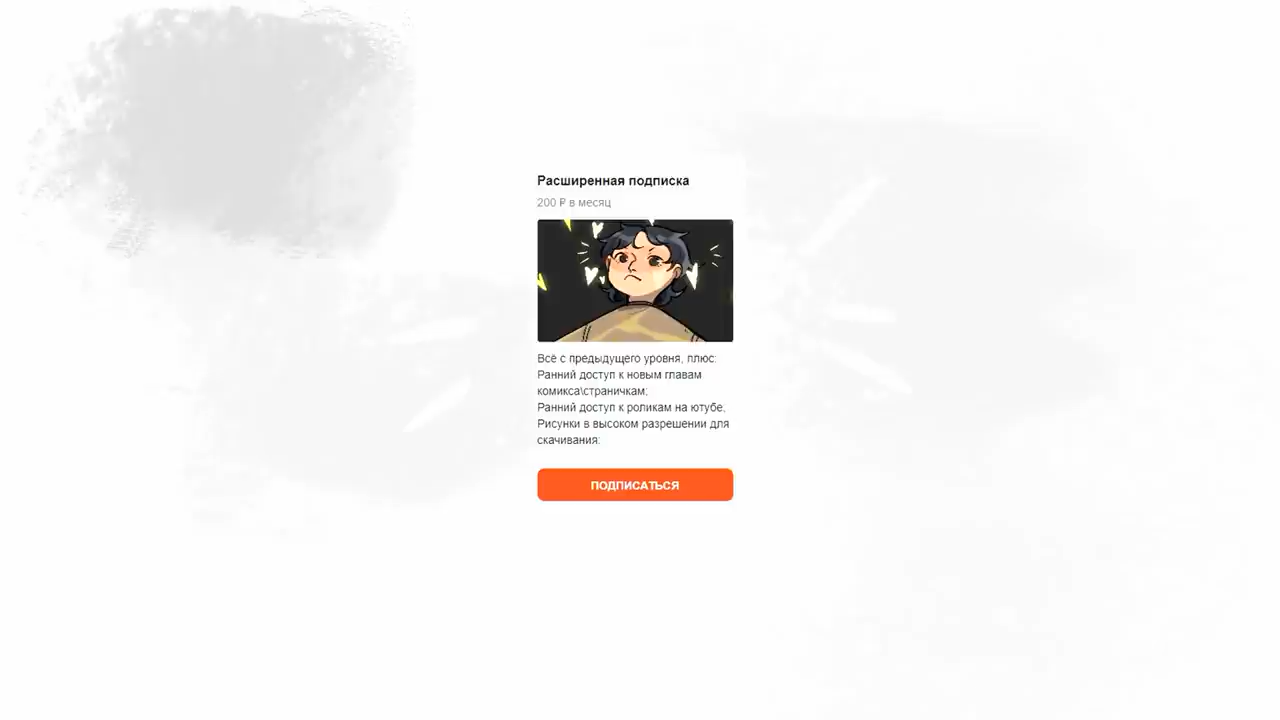 Расширенная подписка
200 ₽ в месяц
Всё с предыдущего уровня, плюс:
Ранний доступ к новым главам
комикса\страничкам;
Ранний доступ к роликам на ютубе;
Рисунки в высоком разрешении для
скачивания;
ПОДПИСАТЬСЯ